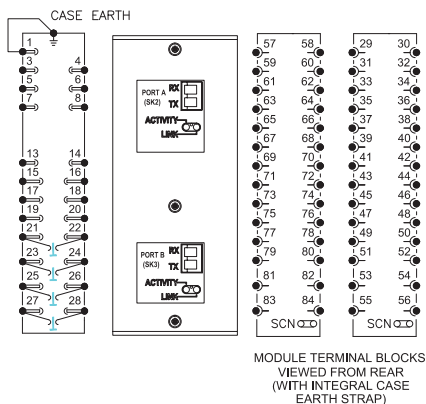 CASE EARTH
1
3 4
5 6
7 8
13 14
15 16
17 18
19 20
21 22
23 24
25 26
27 28
PORT A
(SK2)
RX
TX
ACTIVITY
LINK
PORT B
(SK3)
RX
TX
ACTIVITY
LINK
57 58
59 60
61 62
63 64
65 66
67 68
69 70
71 72
73 74
75 76
77 78
79 80
81 82
83 84
SCN
29 30
31 32
33 34
35 36
37 38
39 40
41 42
43 44
45 46
47 48
49 50
51 52
53 54
55 56
SCN
MODULE TERMINAL BLOCKS
VIEWED FROM REAR
(WITH INTEGRAL CASE
EARTH STRAP)